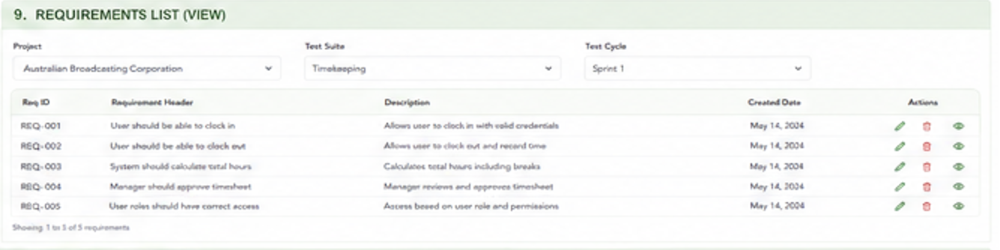 9. REQUIREMENTS LIST (VIEW)
Project Test Suite Test Cycle
Australian Broadcasting Corporation Timekeeping Sprint 1
Req ID Requirement Header Description Created Date Actions
REQ-001 User should be able to clock in Allows user to clock in with valid credentials May 14, 2024
REQ-002 User should be able to clock out Allows user to clock out and record time May 14, 2024
REQ-003 System should calculate total hours Calculates total hours including breaks May 14, 2024
REQ-004 Manager should approve timesheet Manager reviews and approves timesheet May 14, 2024
REQ-005 User roles should have correct access Access based on user role and permissions May 14, 2024
Showing 1 to 5 of 5 requirements